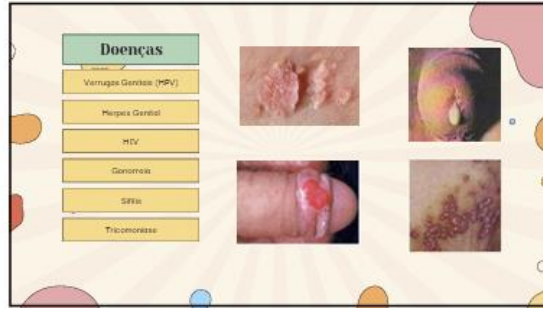 Doenças
Verrugas Genitais (HPV)
Herpes Genital
HIV
Gonorreia
Sífilis
Tricomoníase